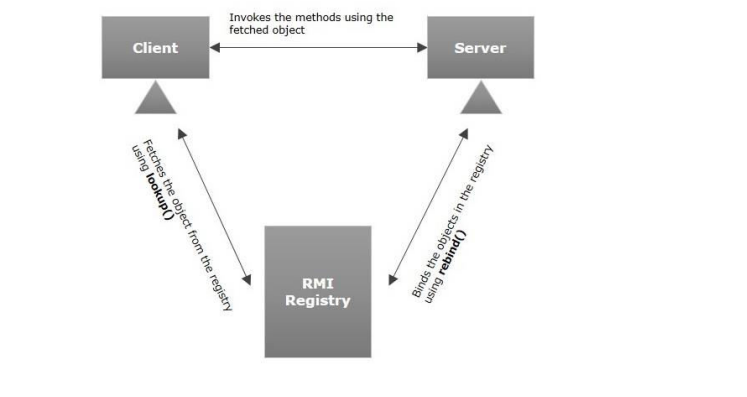 Invokes the methods using the
fetched object
Client
Server
Fetches the object from the registry
using lookup()
Binds the objects in the registry
using rebind()
RMI
Registry